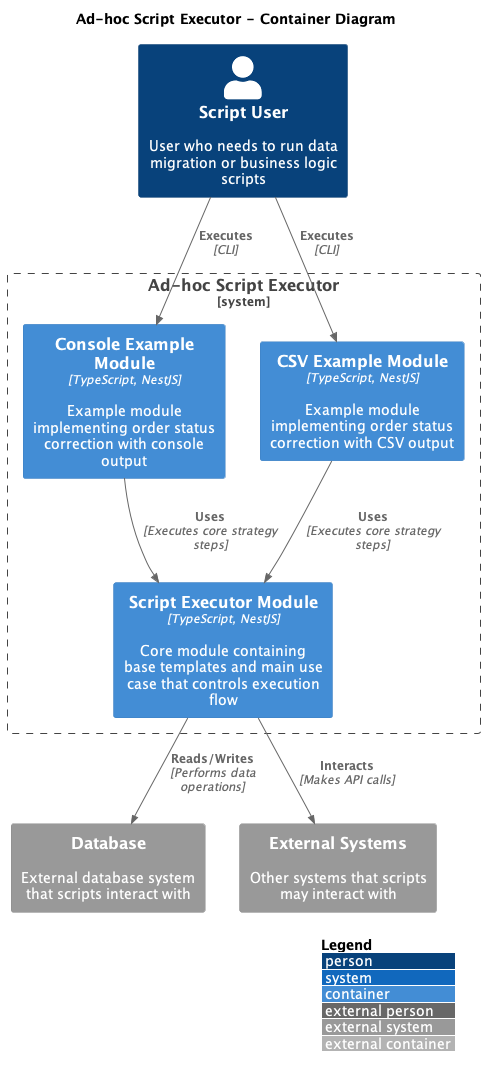 Ad-hoc Script Executor - Container Diagram
Script User
User who needs to run data
migration or business logic
scripts
Executes
[CLI]
Executes
[CLI]
Ad-hoc Script Executor
[system]
Console Example
Module
[TypeScript, NestJS]
Example module
implementing order status
correction with console
output
CSV Example Module
[TypeScript, NestJS]
Example module
implementing order status
correction with CSV output
Uses
[Executes core strategy
steps]
Uses
[Executes core strategy
steps]
Script Executor Module
[TypeScript, NestJS]
Core module containing
base templates and main use
case that controls execution
flow
Reads/Writes
[Performs data
operations]
Interacts
[Makes API calls]
Database
External database system
that scripts interact with
External Systems
Other systems that scripts
may interact with
Legend
person
system
container
external person
external system
external container